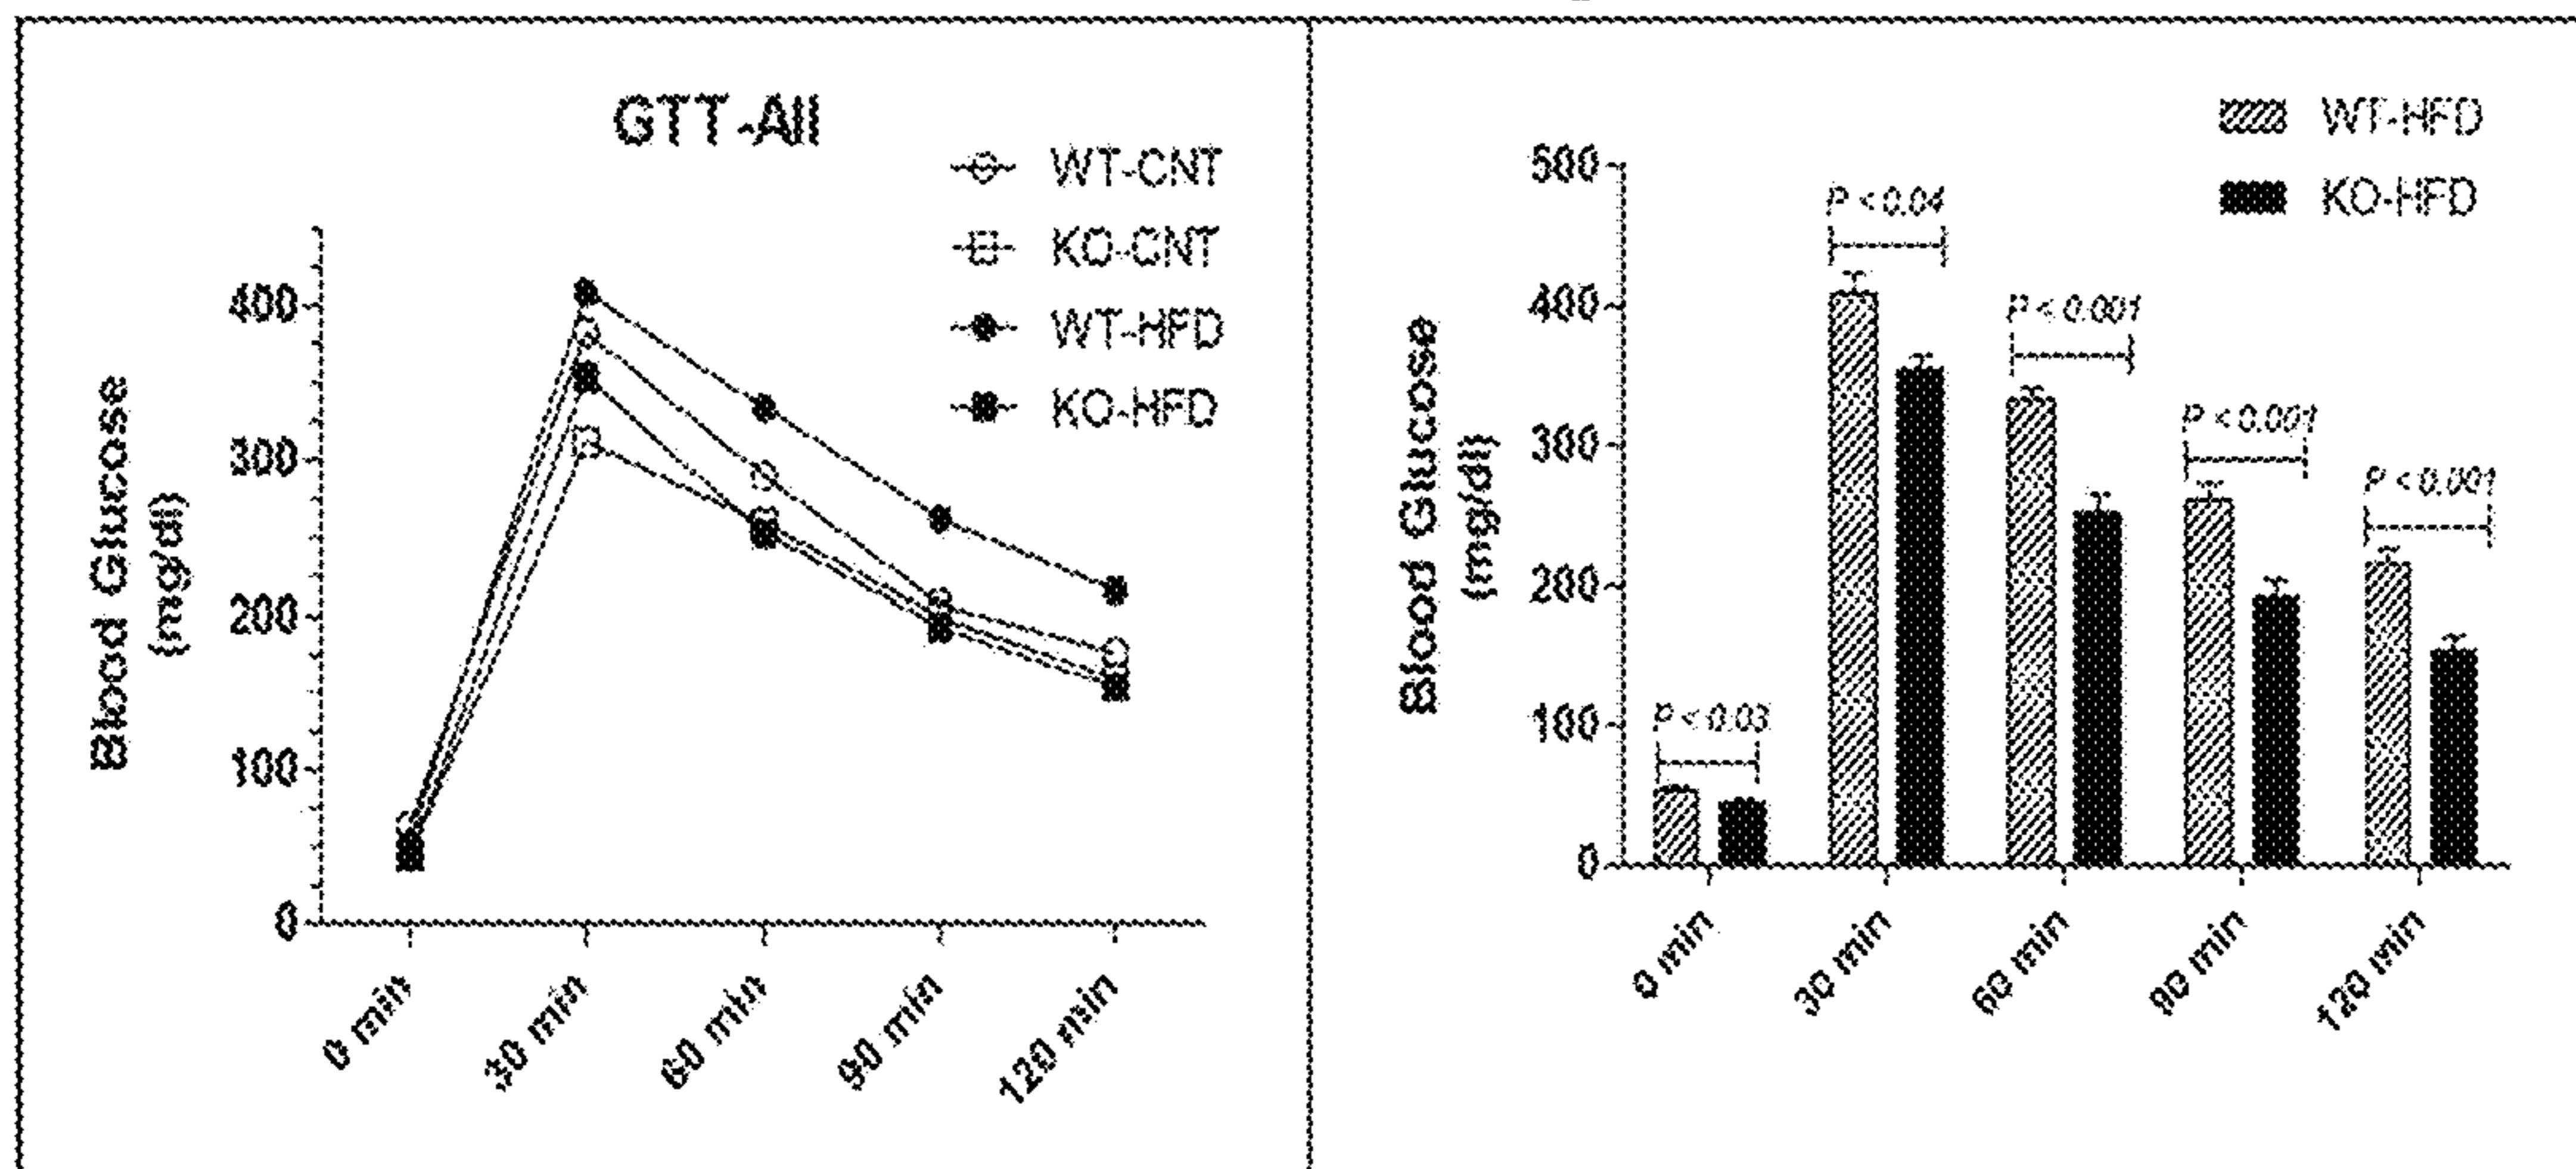 GTT-All
WT-CNT
KO-CNT
WT-HFD
KO-HFD
Blood Glucose
(mg/dl)
400
300
200
100
0
0 min
30 min
60 min
90 min
120 min
WT-HFD
KO-HFD
Blood Glucose
(mg/dl)
500
400
300
200
100
0
P < 0.03
P < 0.04
P < 0.001
P < 0.001
P < 0.001
0 min
30 min
60 min
90 min
120 min